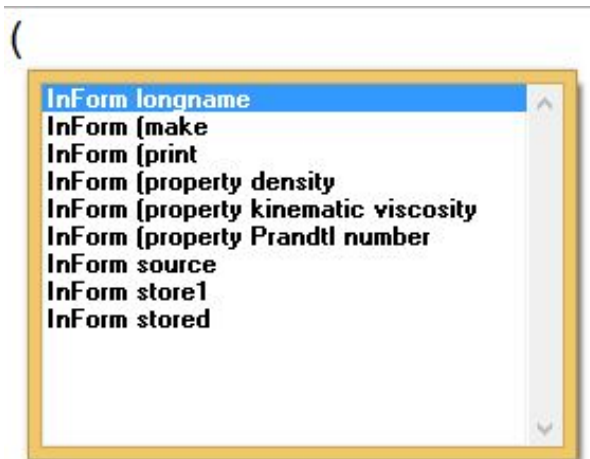 (
InForm longname
InForm (make
InForm (print
InForm (property density
InForm (property kinematic viscosity
InForm (property Prandtl number
InForm source
InForm store1
InForm stored